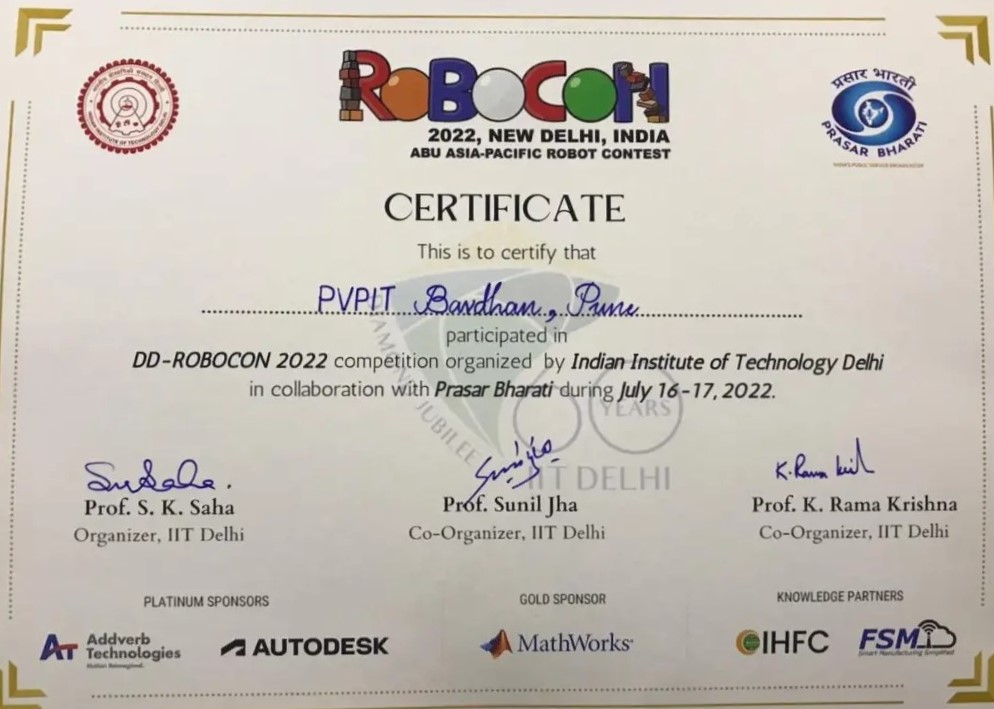 ROBOCON
2022, NEW DELHI, INDIA
ABU ASIA-PACIFIC ROBOT CONTEST
प्रसार भारती
PRASAR BHARATI
CERTIFICATE
This is to certify that
PVPIT Bavdhan, Pune
participated in
DD-ROBOCON 2022 competition organized by Indian Institute of Technology Delhi
in collaboration with Prasar Bharati during July 16-17, 2022.
DIAMOND JUBILEE
YEARS
IIT DELHI
Prof. S. K. Saha
Organizer, IIT Delhi
Prof. Sunil Jha
Co-Organizer, IIT Delhi
K. Rama
Prof. K. Rama Krishna
Co-Organizer, IIT Delhi
PLATINUM SPONSORS
GOLD SPONSOR
KNOWLEDGE PARTNERS
Addverb
Technologies
AUTODESK
MathWorks
IHFC
FSM
Smart Manufacturing Simplified